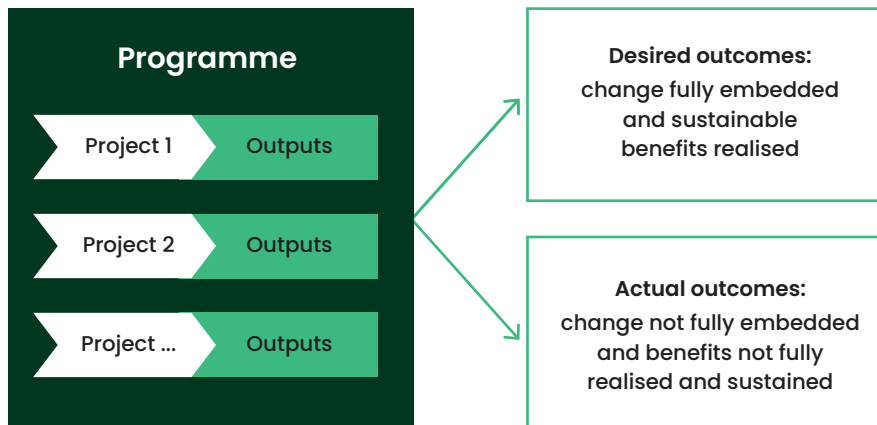 Programme
Project 1
Outputs
Project 2
Outputs
Project ...
Outputs
Desired outcomes:
change fully embedded
and sustainable
benefits realised
Actual outcomes:
change not fully embedded
and benefits not fully
realised and sustained